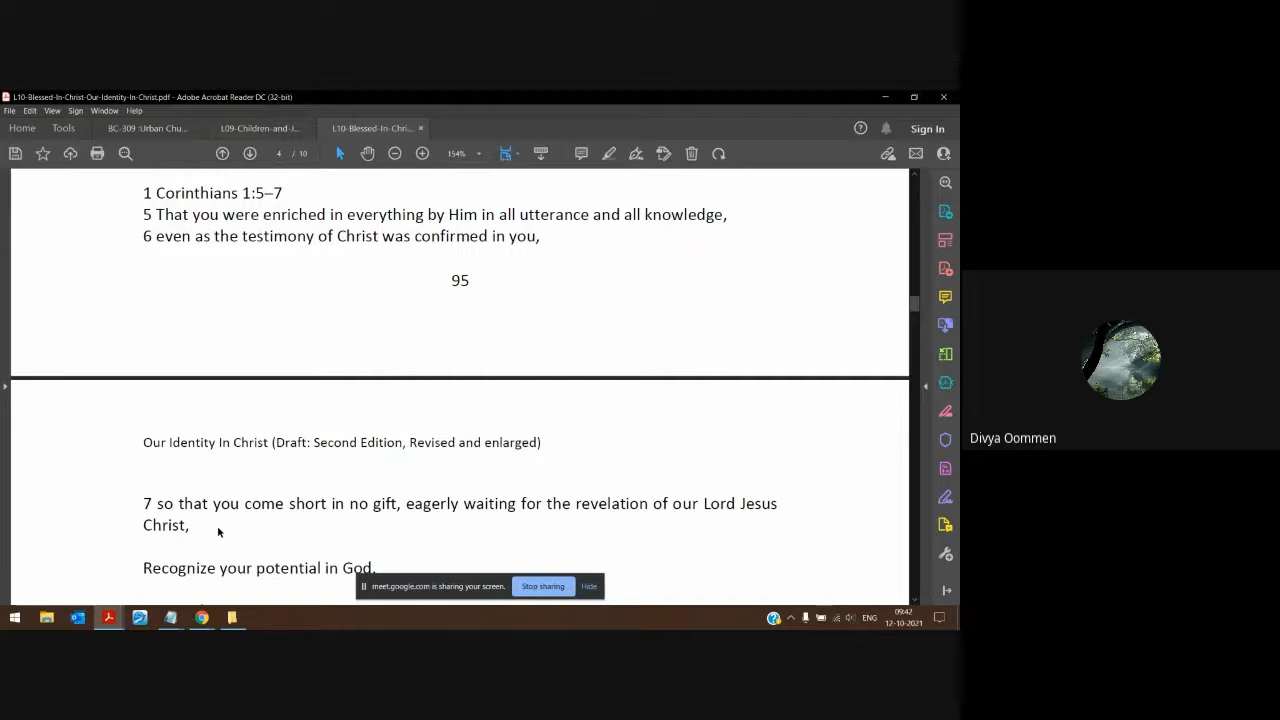 L10-Blessed-In-Christ-Our-Identity-In-Christ.pdf - Adobe Acrobat Reader DC (32-bit)
File Edit View Sign Window Help
Home Tools BC-309 :Urban Chu... L09-Children-and-J... L10-Blessed-In-Chri... × Sign In
4 / 10 154%
1 Corinthians 1:5–7
5 That you were enriched in everything by Him in all utterance and all knowledge,
6 even as the testimony of Christ was confirmed in you,
95
Our Identity In Christ (Draft: Second Edition, Revised and enlarged)
7 so that you come short in no gift, eagerly waiting for the revelation of our Lord Jesus
Christ,
Recognize your potential in God.
meet.google.com is sharing your screen. Stop sharing Hide
Divya Oommen
ENG 09:42
12-10-2021